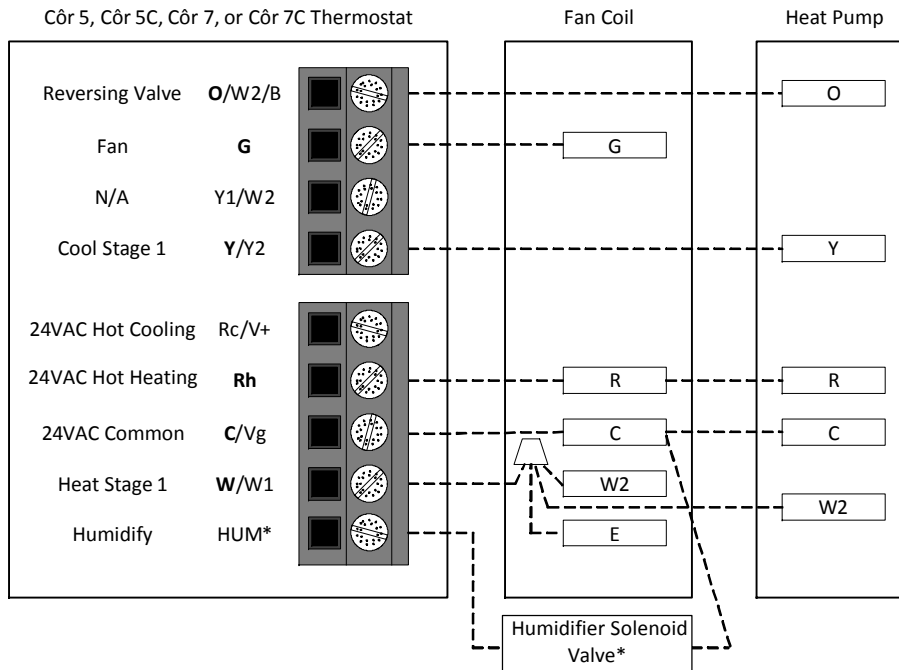 Côr 5, Côr 5C, Côr 7, or Côr 7C Thermostat Fan Coil Heat Pump
Reversing Valve O/W2/B O
Fan G G
N/A Y1/W2
Cool Stage 1 Y/Y2 Y
24VAC Hot Cooling Rc/V+
24VAC Hot Heating Rh R R
24VAC Common C/Vg C C
Heat Stage 1 W/W1 W2
W2
Humidify HUM* E
Humidifier Solenoid
Valve*